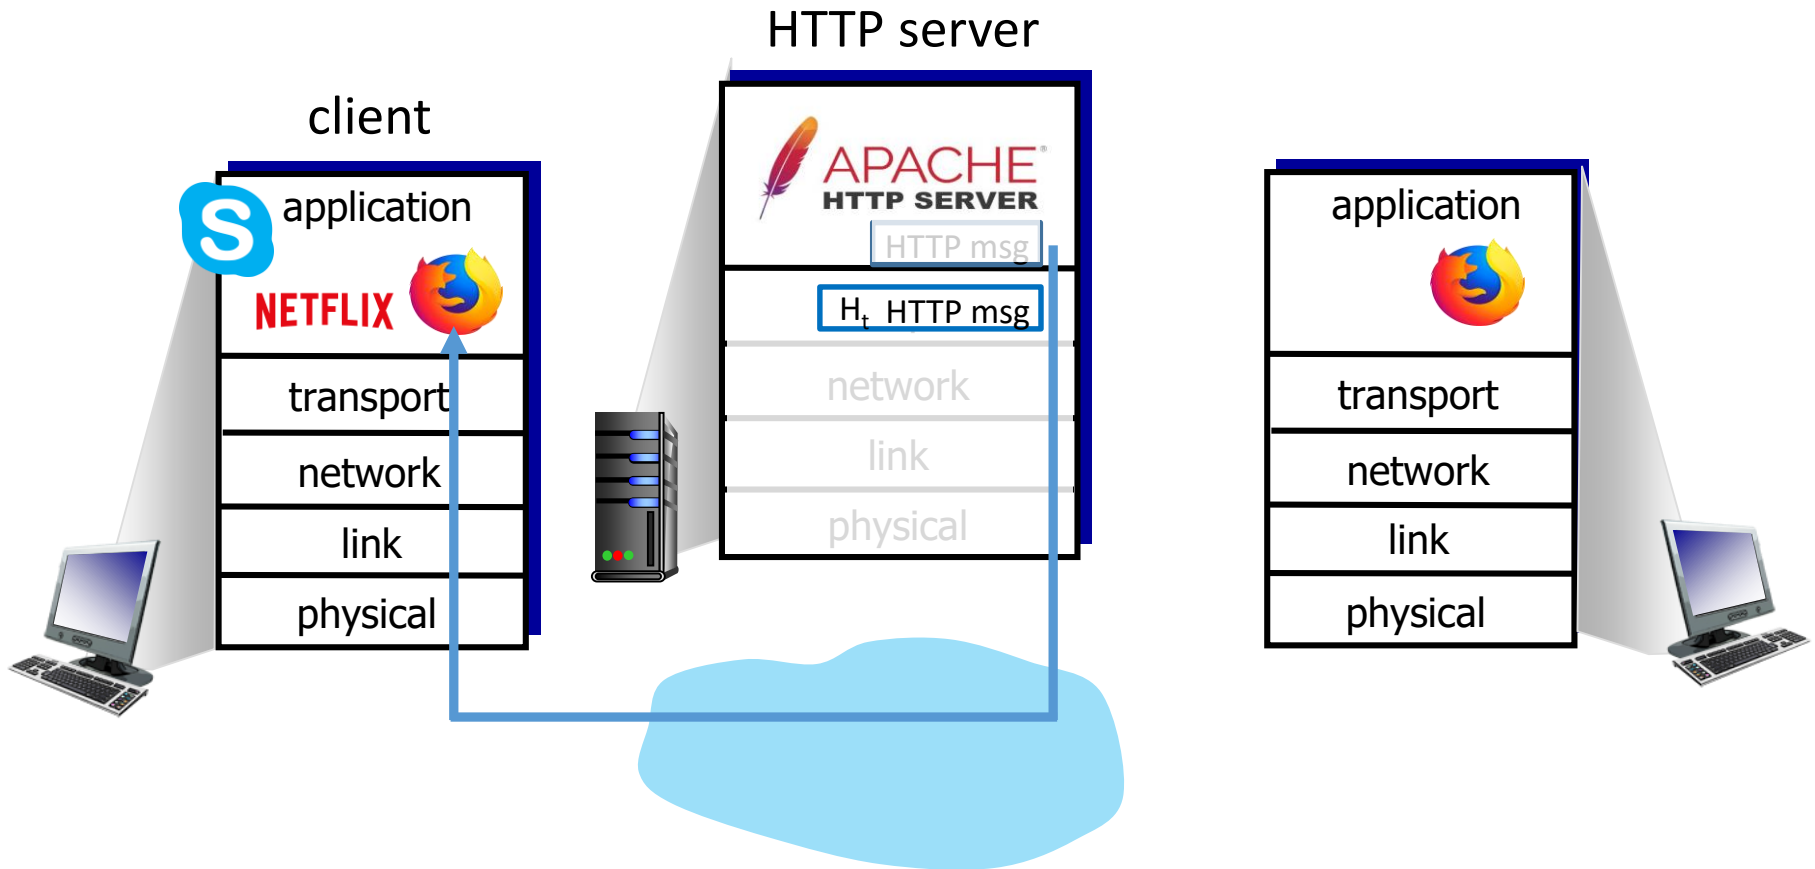 HTTP server
client
application
NETFLIX
transport
network
link
physical
APACHE®
HTTP SERVER
HTTP msg
Ht HTTP msg
network
link
physical
application
transport
network
link
physical